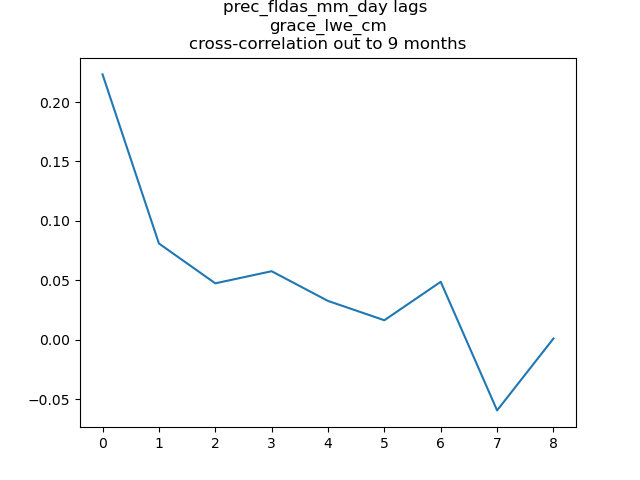 prec_fldas_mm_day lags
grace_lwe_cm
cross-correlation out to 9 months
0.20
0.15
0.10
0.05
0.00
−0.05
0 1 2 3 4 5 6 7 8